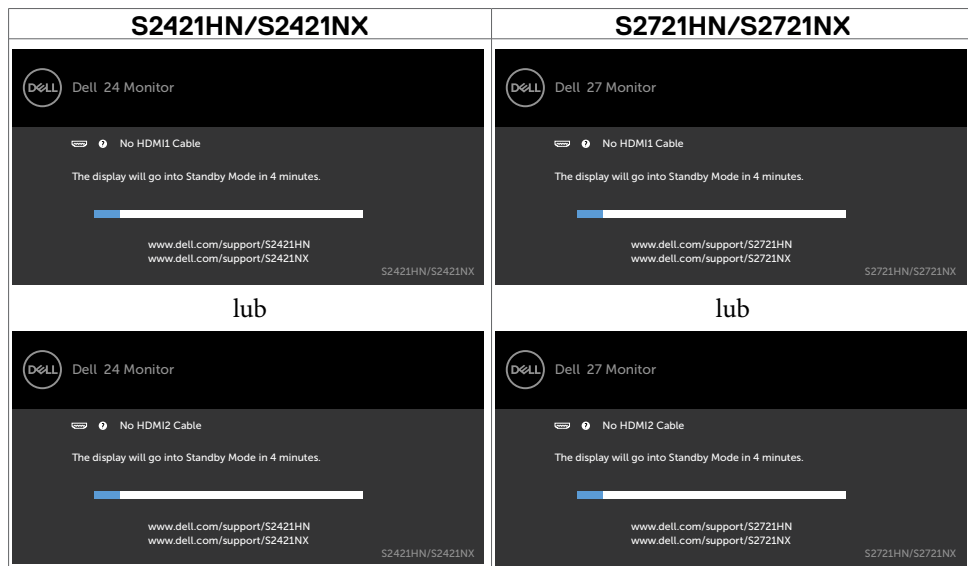 S2421HN/S2421NX
S2721HN/S2721NX
DELL Dell 24 Monitor
No HDMI1 Cable
The display will go into Standby Mode in 4 minutes.
www.dell.com/support/S2421HN
www.dell.com/support/S2421NX
S2421HN/S2421NX
DELL Dell 27 Monitor
? No HDMI1 Cable
The display will go into Standby Mode in 4 minutes.
www.dell.com/support/S2721HN
www.dell.com/support/S2721NX
S2721HN/S2721NX
lub
lub
DELL Dell 24 Monitor
? No HDMI2 Cable
The display will go into Standby Mode in 4 minutes.
www.dell.com/support/S2421HN
www.dell.com/support/S2421NX
S2421HN/S2421NX
DELL Dell 27 Monitor
? No HDMI2 Cable
The display will go into Standby Mode in 4 minutes.
www.dell.com/support/S2721HN
www.dell.com/support/S2721NX
S2721HN/S2721NX